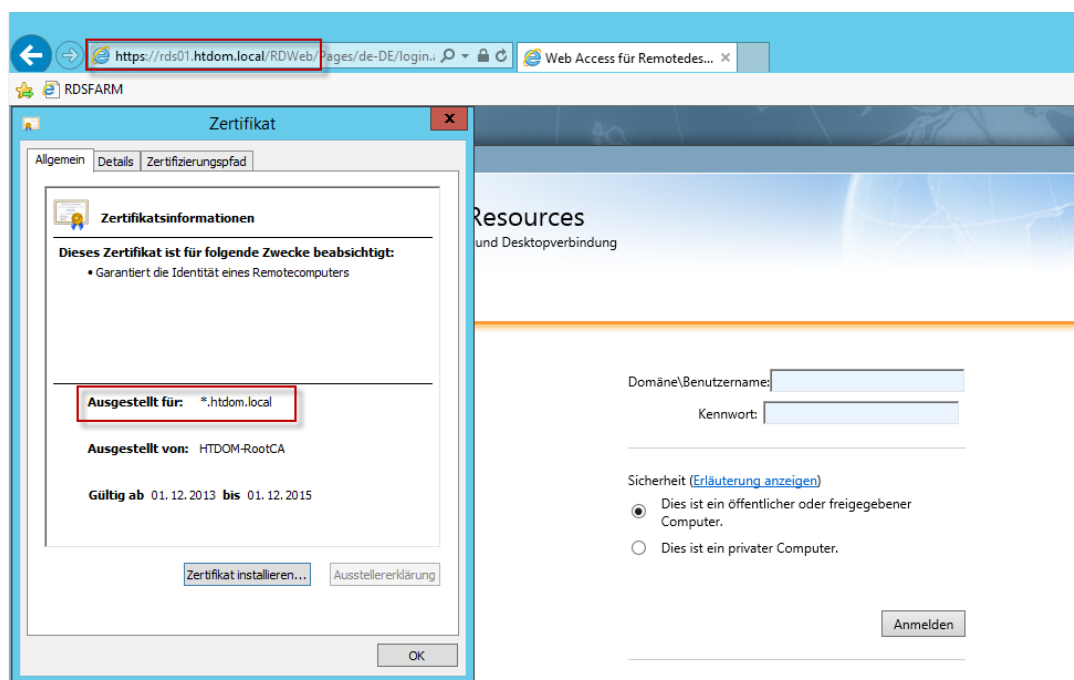 https://rds01.htdom.local/RDWeb/Pages/de-DE/login.
Web Access für Remotedes...
RDSFARM
Zertifikat
Allgemein
Details
Zertifizierungspfad
Zertifikatsinformationen
Dieses Zertifikat ist für folgende Zwecke beabsichtigt:
• Garantiert die Identität eines Remotecomputers
Ausgestellt für: *.htdom.local
Ausgestellt von: HTDOM-RootCA
Gültig ab 01.12.2013 bis 01.12.2015
Zertifikat installieren...
Ausstellererklärung
OK
Resources
und Desktopverbindung
Domäne\Benutzername:
Kennwort:
Sicherheit (Erläuterung anzeigen)
Dies ist ein öffentlicher oder freigegebener
Computer.
Dies ist ein privater Computer.
Anmelden